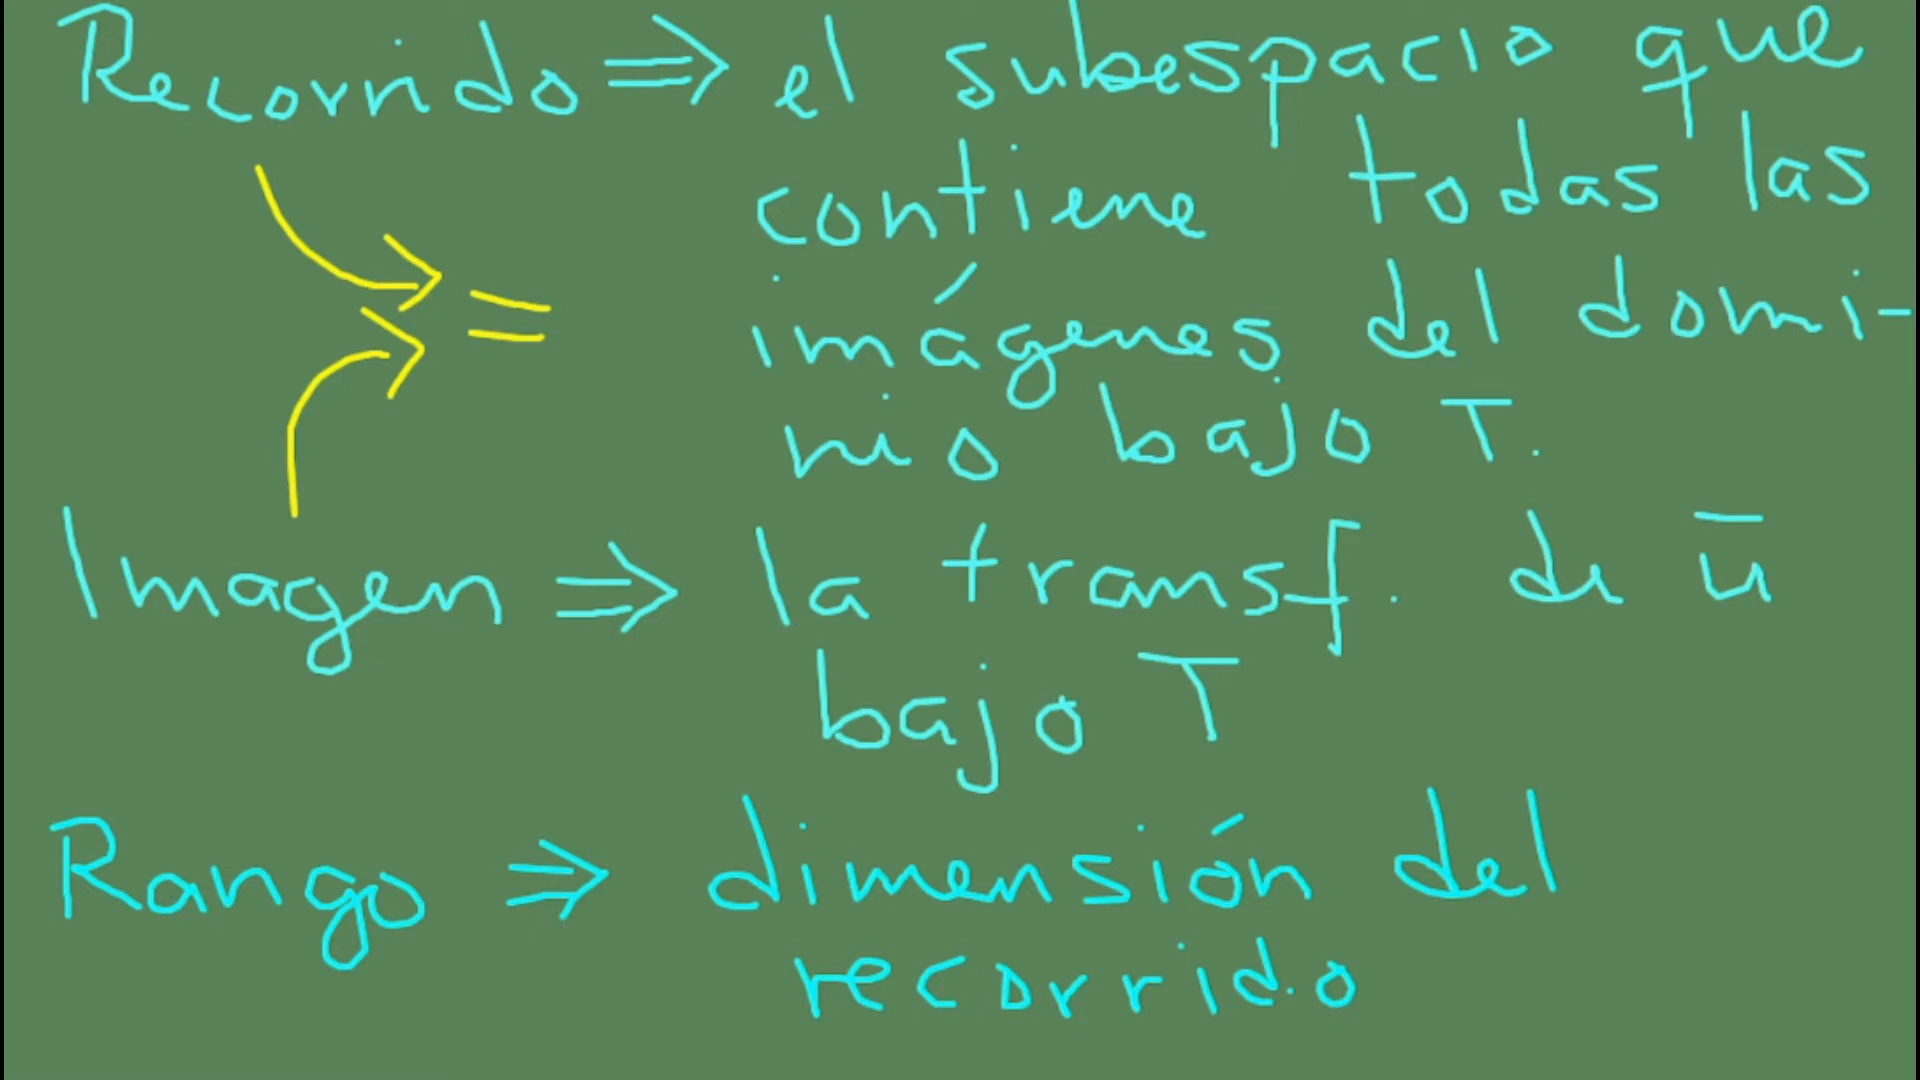 Recorrido ⇒ el subespacio que
contiene todas las
imágenes del domi-
nio bajo T.
=
Imagen ⇒ la transf. de ū
bajo T
Rango ⇒ dimensión del
recorrido